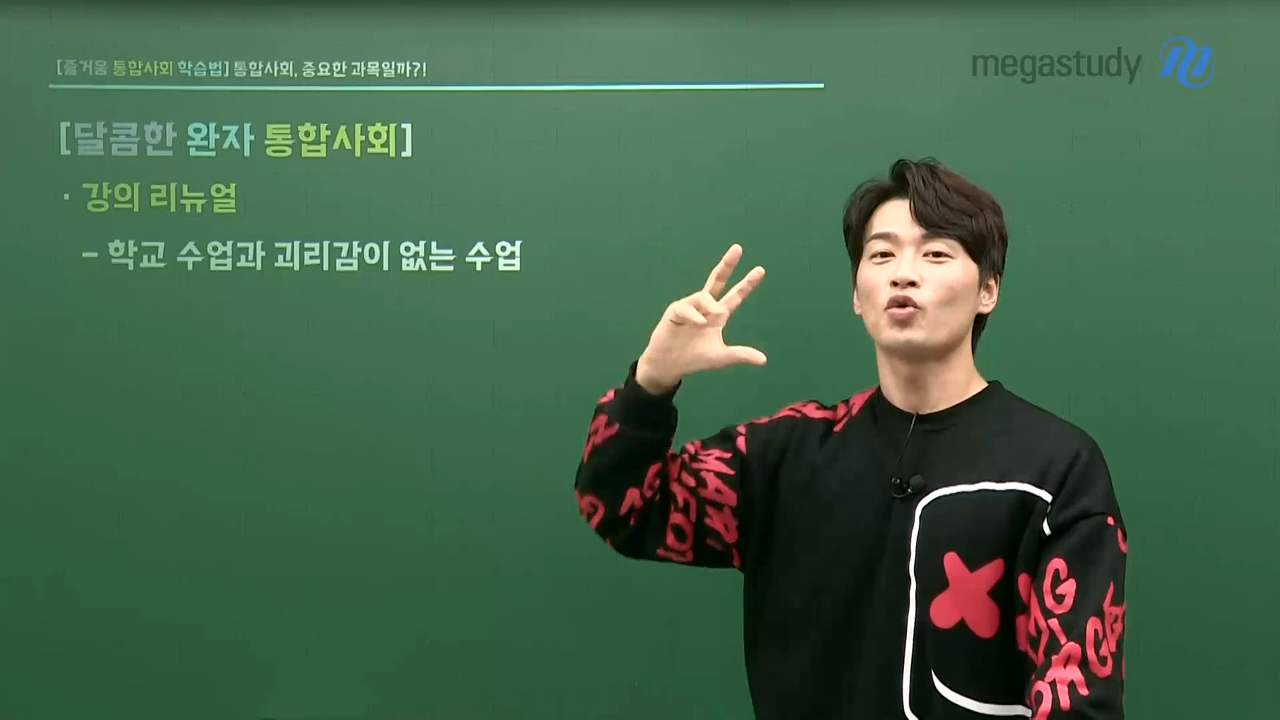 [즐거움 통합사회 학습법] 통합사회, 중요한 과목일까?!
megastudy
[달콤한 완자 통합사회]
· 강의 리뉴얼
- 학교 수업과 괴리감이 없는 수업